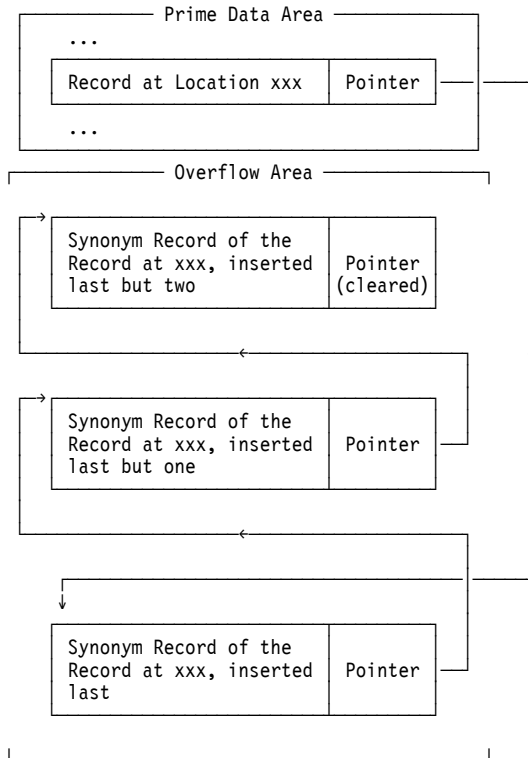 Prime Data Area
...
Record at Location xxx Pointer
...
Overflow Area
Synonym Record of the
Record at xxx, inserted Pointer
last but two (cleared)
Synonym Record of the
Record at xxx, inserted Pointer
last but one
Synonym Record of the
Record at xxx, inserted Pointer
last